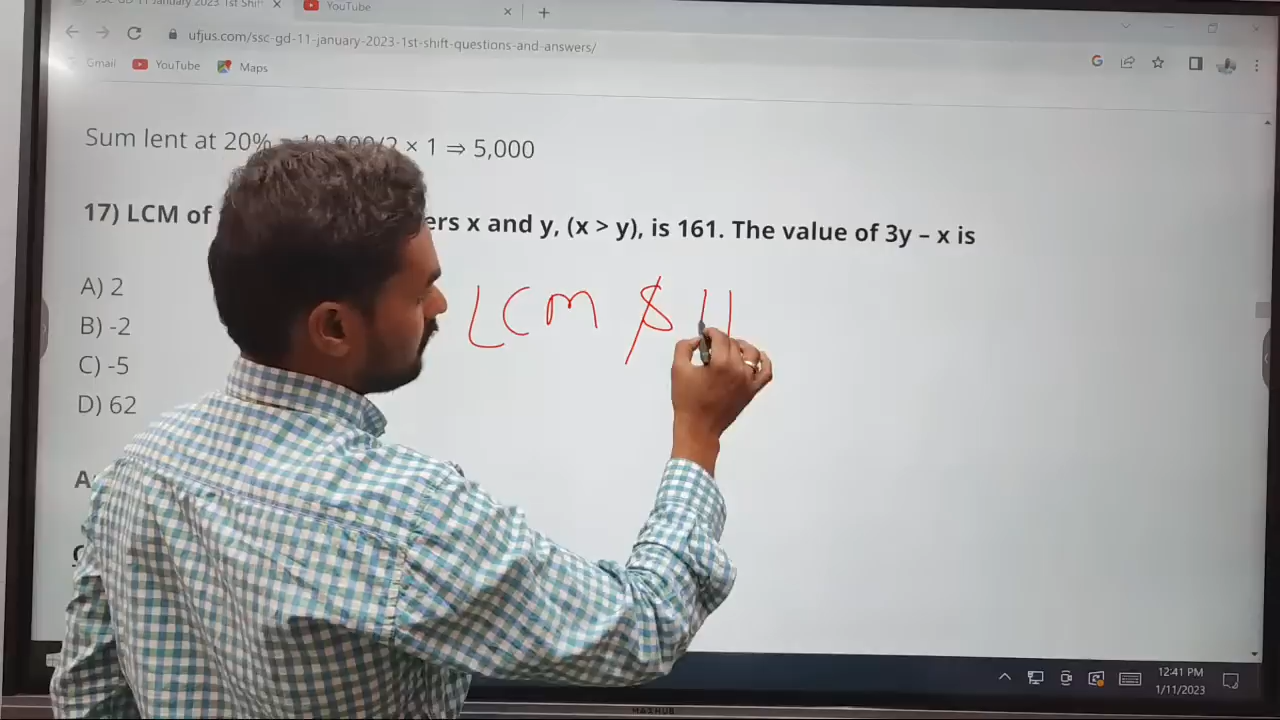 YouTube
ufjus.com/ssc-gd-11-january-2023-1st-shift-questions-and-answers/
Gmail YouTube Maps
Sum lent at 20% × 1 ⇒ 5,000
17) LCM of x and y, (x > y), is 161. The value of 3y – x is
A) 2
B) -2
C) -5
D) 62
LCM
12:41 PM
1/11/2023
MAXHUB